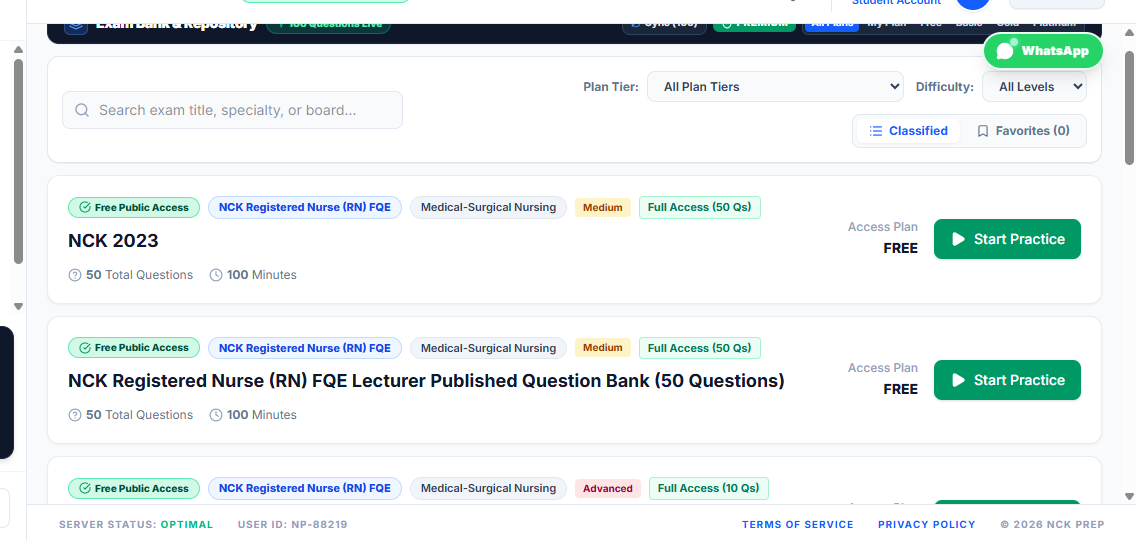 Student Account
Exam Bank & Repository
100 Questions Live
Sync (100)
All Plans My Plan Free Basic Gold Platinum
WhatsApp
Search exam title, specialty, or board...
Plan Tier: All Plan Tiers Difficulty: All Levels
Classified Favorites (0)
Free Public Access NCK Registered Nurse (RN) FQE Medical-Surgical Nursing Medium Full Access (50 Qs)
NCK 2023
50 Total Questions 100 Minutes
Access Plan
FREE
Start Practice
Free Public Access NCK Registered Nurse (RN) FQE Medical-Surgical Nursing Medium Full Access (50 Qs)
NCK Registered Nurse (RN) FQE Lecturer Published Question Bank (50 Questions)
50 Total Questions 100 Minutes
Access Plan
FREE
Start Practice
Free Public Access NCK Registered Nurse (RN) FQE Medical-Surgical Nursing Advanced Full Access (10 Qs)
SERVER STATUS: OPTIMAL USER ID: NP-88219
TERMS OF SERVICE PRIVACY POLICY © 2026 NCK PREP